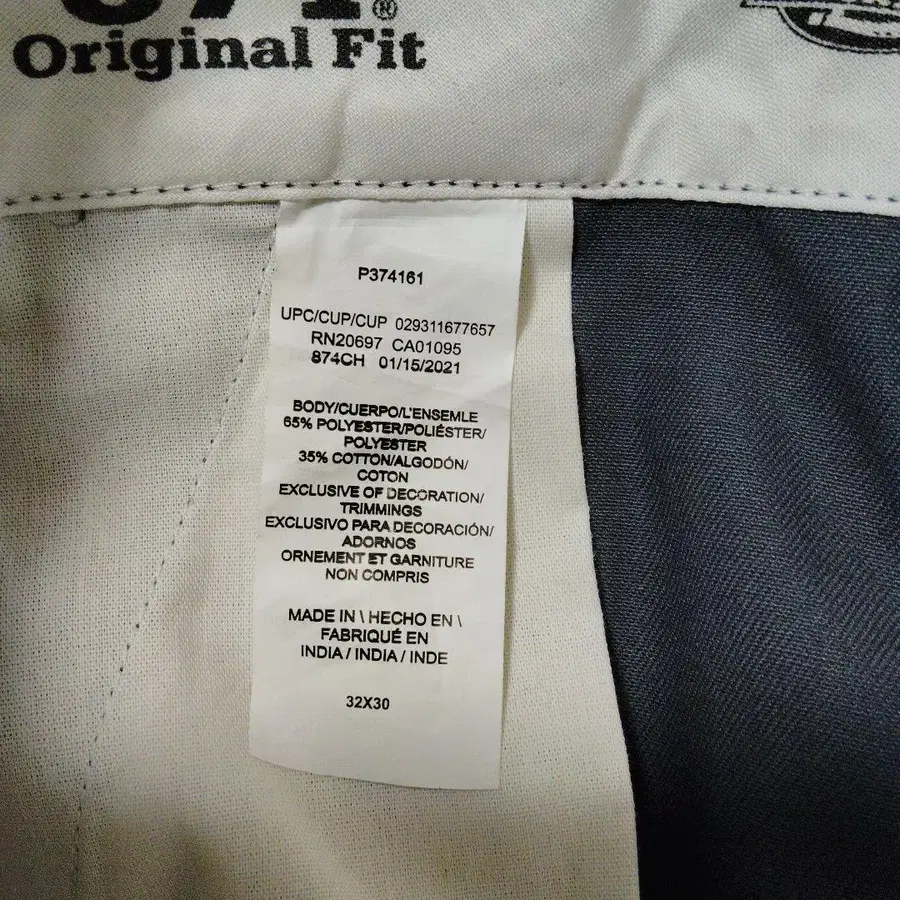 874®
Original Fit
P374161
UPC/CUP/CUP 029311677657
RN20697 CA01095
874CH 01/15/2021
BODY/CUERPO/L'ENSEMLE
65% POLYESTER/POLIÉSTER/
POLYESTER
35% COTTON/ALGODÓN/
COTON
EXCLUSIVE OF DECORATION/
TRIMMINGS
EXCLUSIVO PARA DECORACIÓN/
ADORNOS
ORNEMENT ET GARNITURE
NON COMPRIS
MADE IN \ HECHO EN \
FABRIQUÉ EN
INDIA / INDIA / INDE
32X30